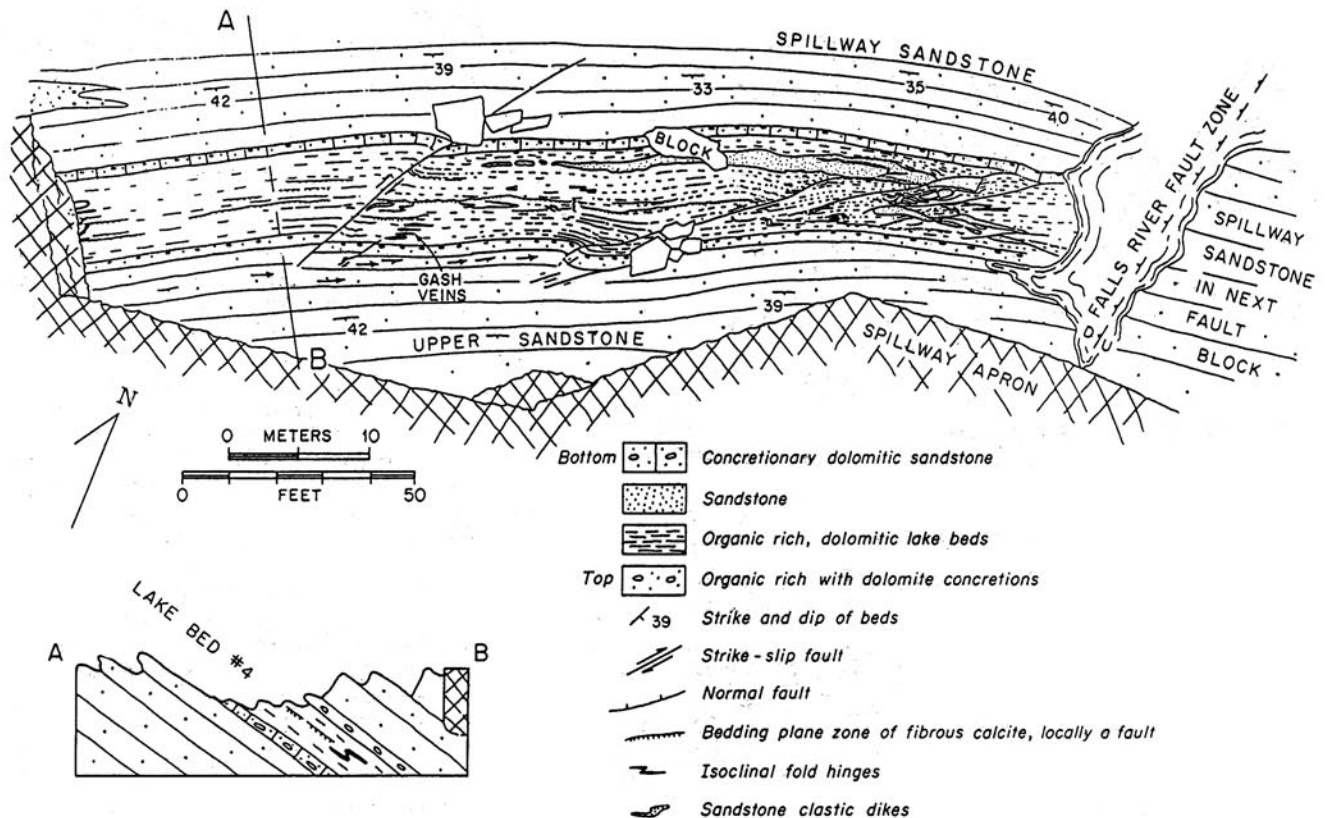 A
SPILLWAY SANDSTONE
39
33
35
42
40
BLOCK
FALLS RIVER FAULT ZONE
D
U
SPILLWAY
SANDSTONE
IN NEXT
FAULT
BLOCK
GASH
VEINS
39
42
UPPER SANDSTONE
SPILLWAY APRON
B
N
0 METERS 10
0 FEET 50
Bottom Concretionary dolomitic sandstone
Sandstone
Organic rich, dolomitic lake beds
Top Organic rich with dolomite concretions
39 Strike and dip of beds
Strike-slip fault
Normal fault
Bedding plane zone of fibrous calcite, locally a fault
Isoclinal fold hinges
Sandstone clastic dikes
LAKE BED #4
A
B